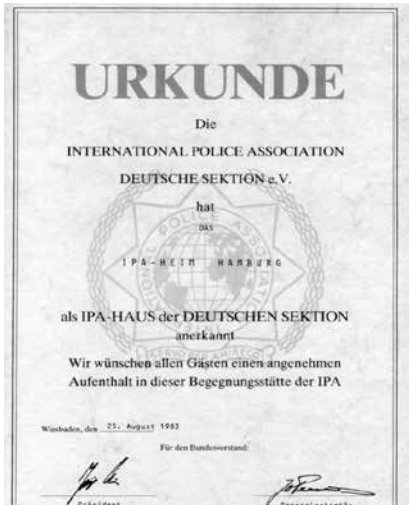 URKUNDE
Die
INTERNATIONAL POLICE ASSOCIATION
DEUTSCHE SEKTION e.V.
hat
DAS
IPA-HEIM HAMBURG
als IPA-HAUS der DEUTSCHEN SEKTION
anerkannt
Wir wünschen allen Gästen einen angenehmen
Aufenthalt in dieser Begegnungsstätte der IPA
Wiesbaden, den 25. August 1983
Für den Bundesvorstand:
Präsident